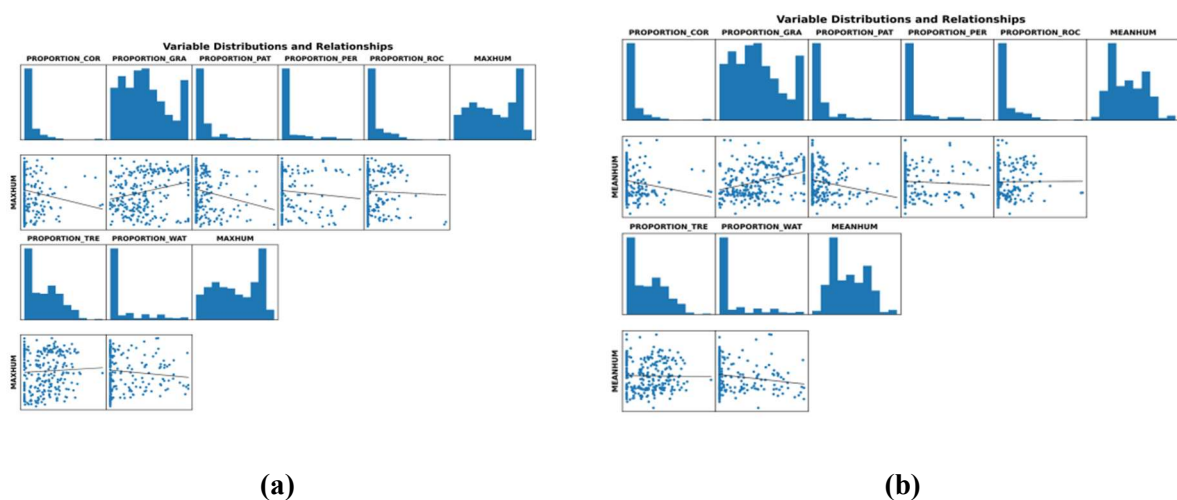 Variable Distributions and Relationships
PROPORTION_COR PROPORTION_GRA PROPORTION_PAT PROPORTION_PER PROPORTION_ROC MAXHUM
MAXHUM
PROPORTION_TRE PROPORTION_WAT MAXHUM
MAXHUM
(a)
Variable Distributions and Relationships
PROPORTION_COR PROPORTION_GRA PROPORTION_PAT PROPORTION_PER PROPORTION_ROC MEANHUM
MEANHUM
PROPORTION_TRE PROPORTION_WAT MEANHUM
MEANHUM
(b)